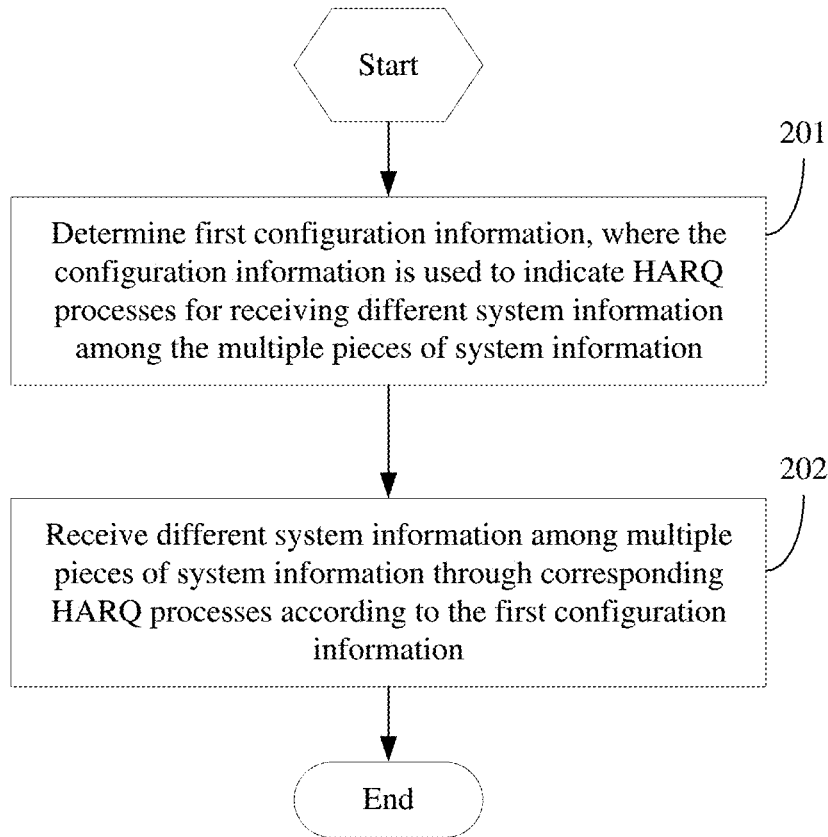 Start
201
Determine first configuration information, where the
configuration information is used to indicate HARQ
processes for receiving different system information
among the multiple pieces of system information
202
Receive different system information among multiple
pieces of system information through corresponding
HARQ processes according to the first configuration
information
End